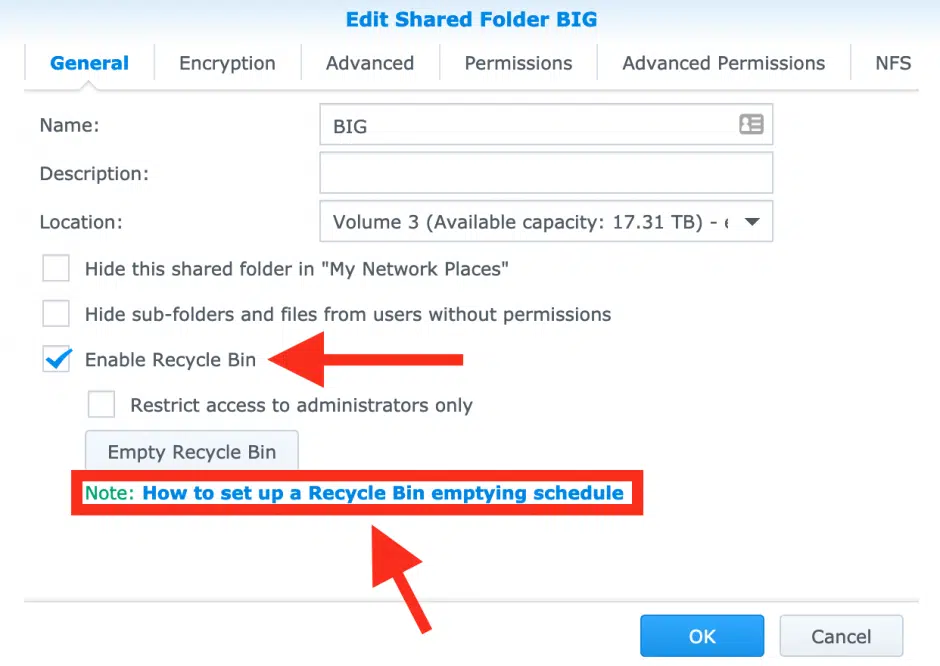 Edit Shared Folder BIG
General Encryption Advanced Permissions Advanced Permissions NFS
Name: BIG
Description:
Location: Volume 3 (Available capacity: 17.31 TB) -
Hide this shared folder in "My Network Places"
Hide sub-folders and files from users without permissions
Enable Recycle Bin
Restrict access to administrators only
Empty Recycle Bin
Note: How to set up a Recycle Bin emptying schedule
OK Cancel